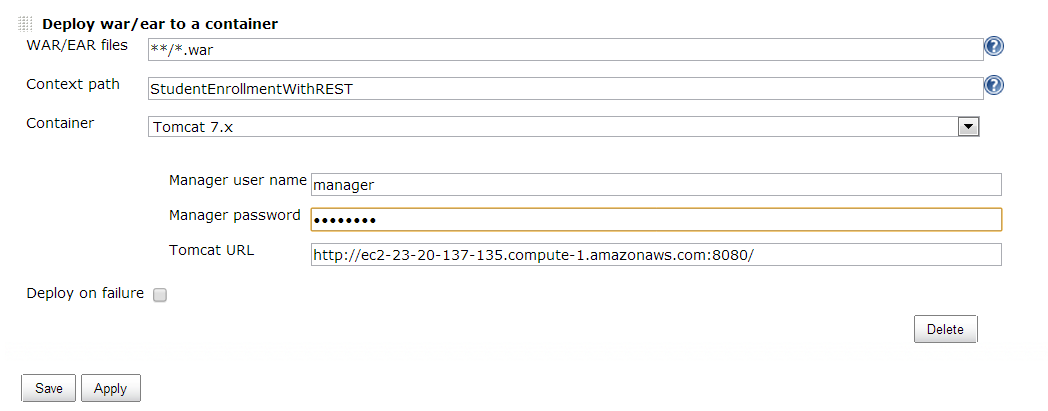 Deploy war/ear to a container
WAR/EAR files **/*.war ?
Context path StudentEnrollmentWithREST ?
Container Tomcat 7.x
Manager user name manager
Manager password ••••••••
Tomcat URL http://ec2-23-20-137-135.compute-1.amazonaws.com:8080/
Deploy on failure
Delete
Save Apply